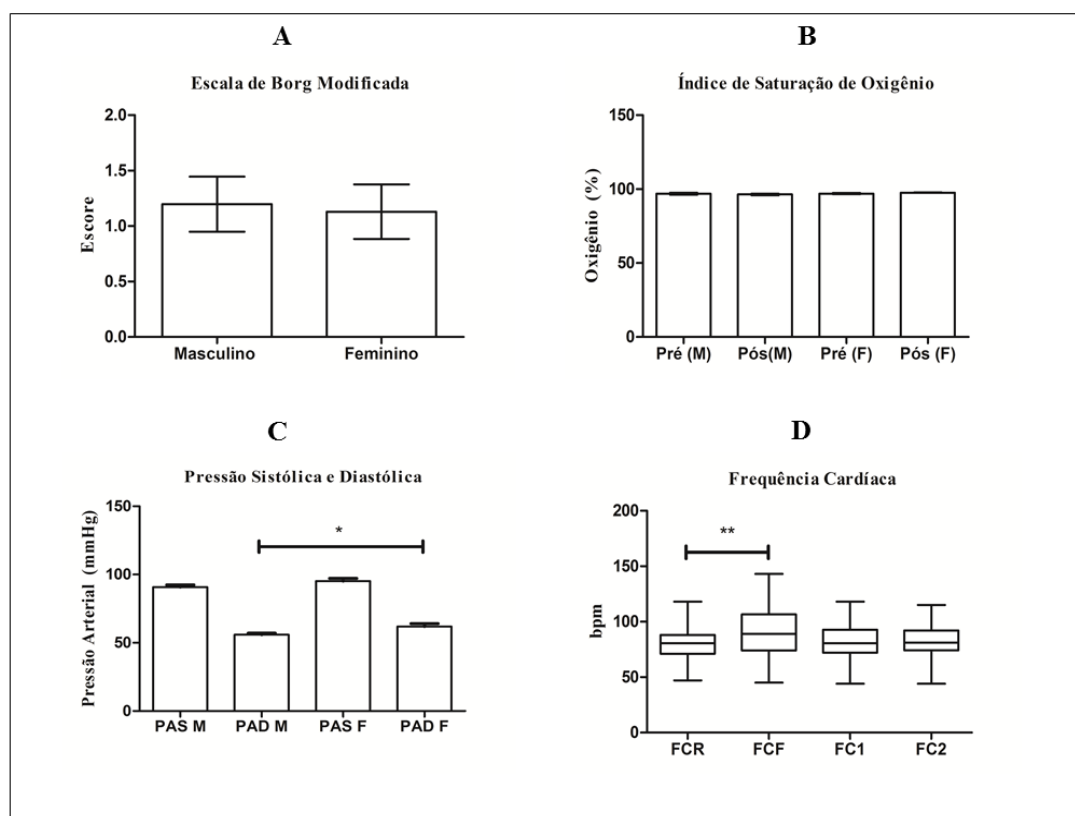 A
Escala de Borg Modificada
Escore
2.0
1.5
1.0
0.5
0.0
Masculino Feminino
B
Índice de Saturação de Oxigênio
Oxigênio (%)
150
100
50
0
Pré (M) Pós(M) Pré (F) Pós (F)
C
Pressão Sistólica e Diastólica
Pressão Arterial (mmHg)
150
100
50
0
*
PAS M PAD M PAS F PAD F
D
Frequência Cardíaca
bpm
200
150
100
50
0
**
FCR FCF FC1 FC2